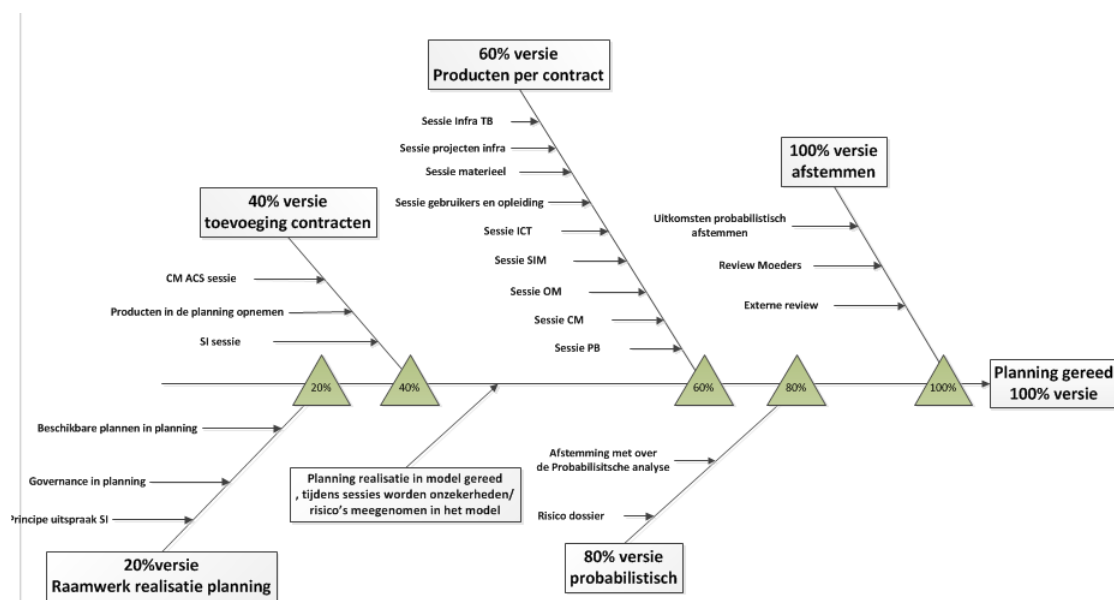 60% versie
Producten per contract
Sessie Infra TB
Sessie projecten infra
Sessie materieel
Sessie gebruikers en opleiding
Sessie ICT
Sessie SIM
Sessie OM
Sessie CM
Sessie PB
100% versie
afstemmen
Uitkomsten probabilistisch
afstemmen
Review Moeders
Externe review
40% versie
toevoeging contracten
CM ACS sessie
Producten in de planning opnemen
SI sessie
20%
40%
60%
80%
100%
Planning gereed
100% versie
Beschikbare plannen in planning
Governance in planning
Principe uitspraak SI
20%versie
Raamwerk realisatie planning
Planning realisatie in model gereed
, tijdens sessies worden onzekerheden/
risico's meegenomen in het model
Afstemming met over
de Probabilisitsche analyse
Risico dossier
80% versie
probabilistisch